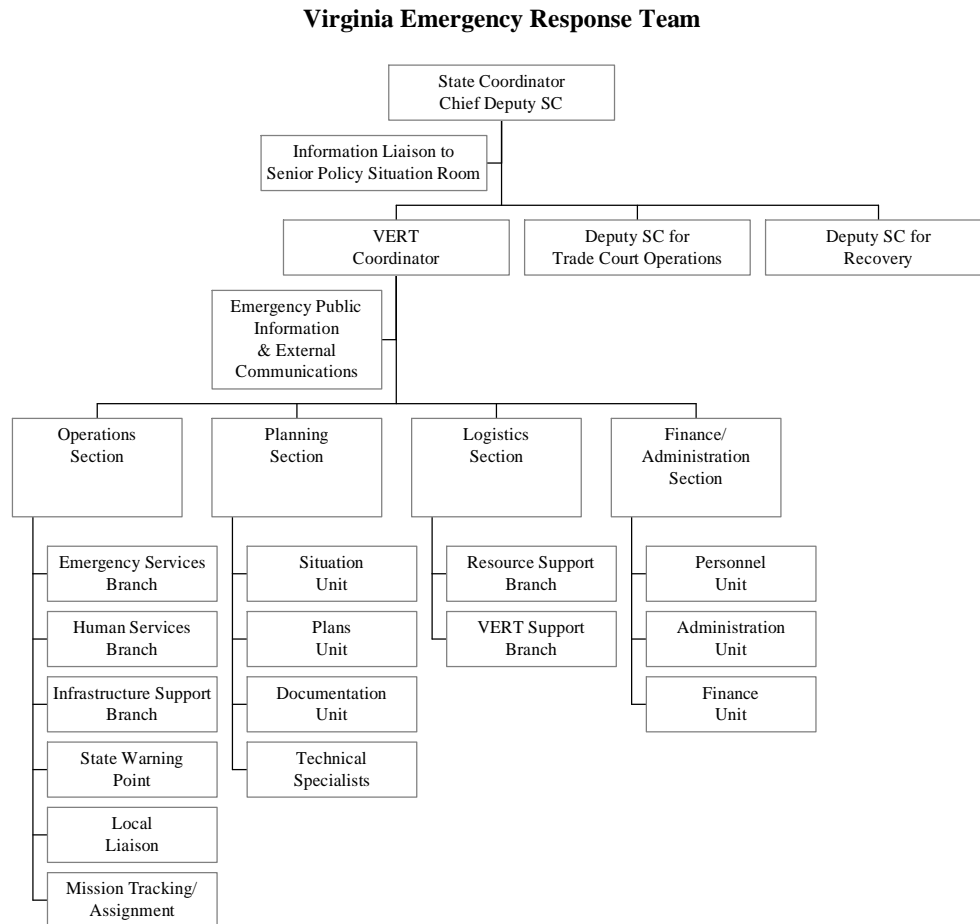 Virginia Emergency Response Team
State Coordinator
Chief Deputy SC
Information Liaison to
Senior Policy Situation Room
VERT
Coordinator
Deputy SC for
Trade Court Operations
Deputy SC for
Recovery
Emergency Public
Information
& External
Communications
Operations
Section
Planning
Section
Logistics
Section
Finance/
Administration
Section
Emergency Services
Branch
Human Services
Branch
Infrastructure Support
Branch
State Warning
Point
Local
Liaison
Mission Tracking/
Assignment
Situation
Unit
Plans
Unit
Documentation
Unit
Technical
Specialists
Resource Support
Branch
VERT Support
Branch
Personnel
Unit
Administration
Unit
Finance
Unit